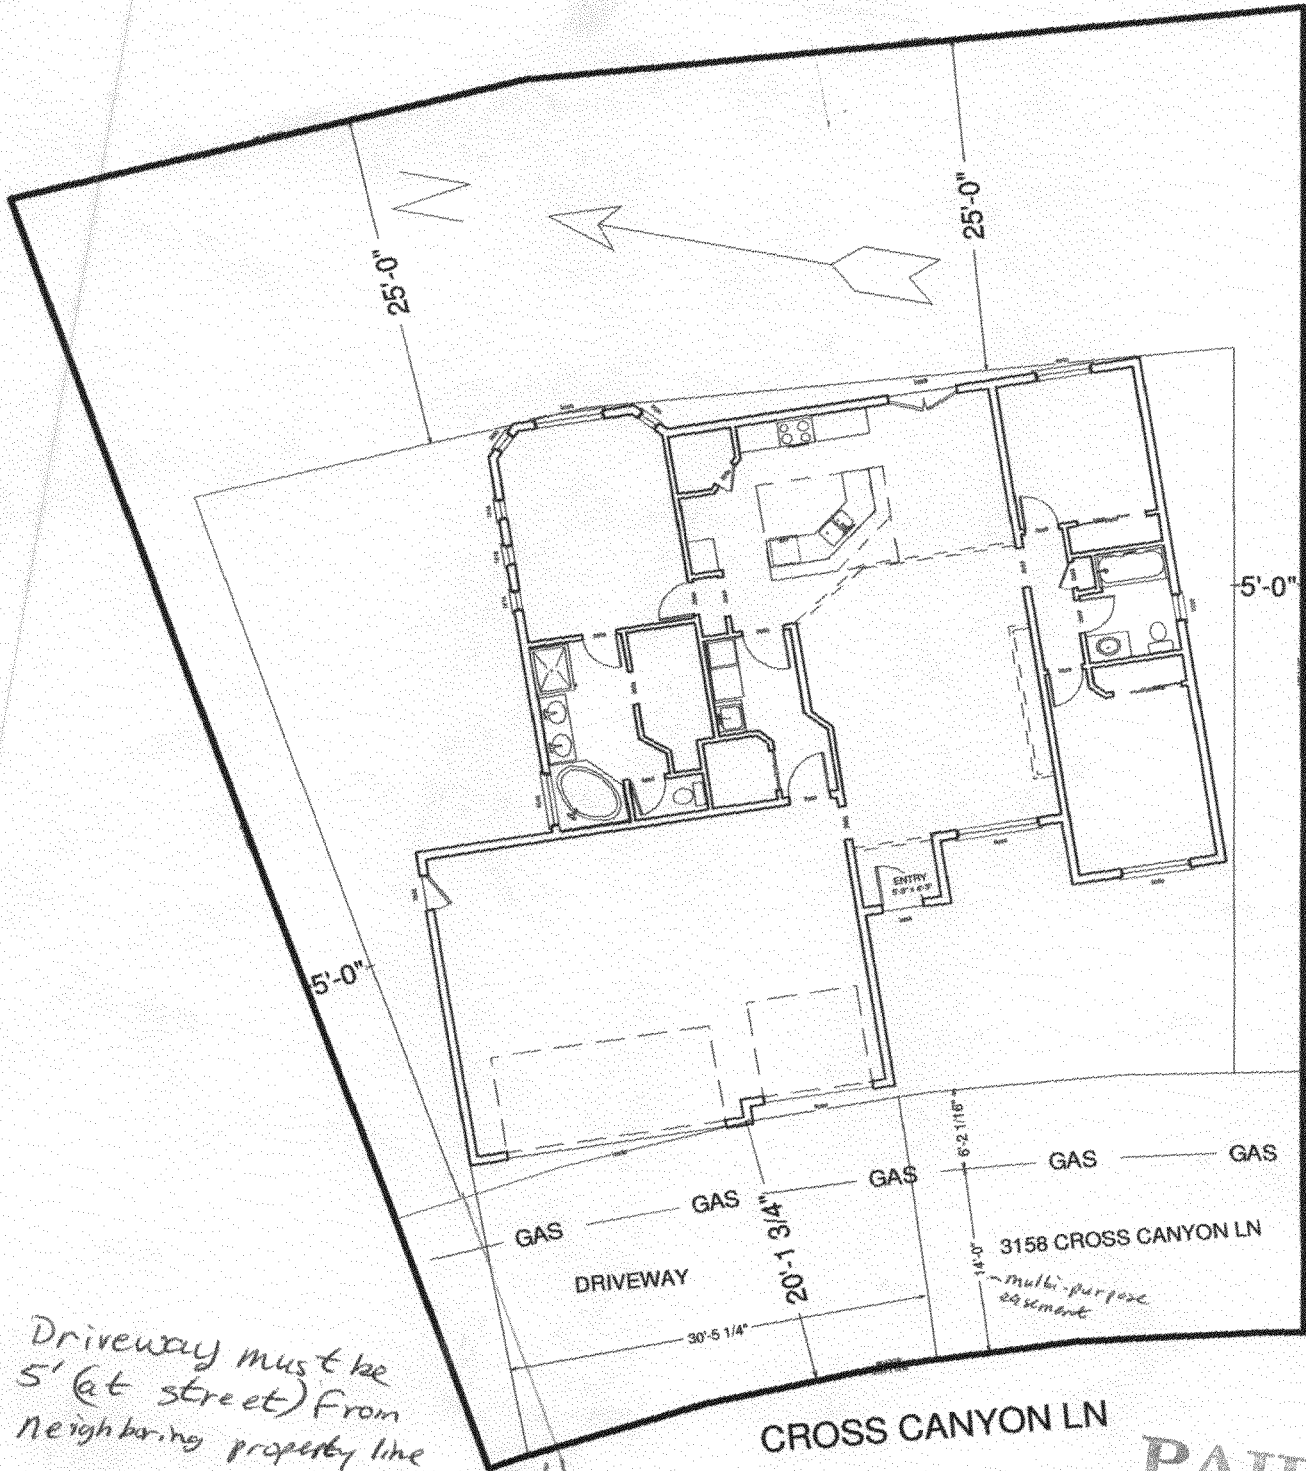 25'-0"
25'-0"
N
5'-0"
5'-0"
ENTRY
6'-2 1/16"
GAS
GAS
GAS
GAS
GAS
3158 CROSS CANYON LN
14'-0"
multi-purpose
easement
DRIVEWAY
20'-1 3/4"
30'-5 1/4"
Driveway must be
5' (at street) from
neighboring property line
CROSS CANYON LN